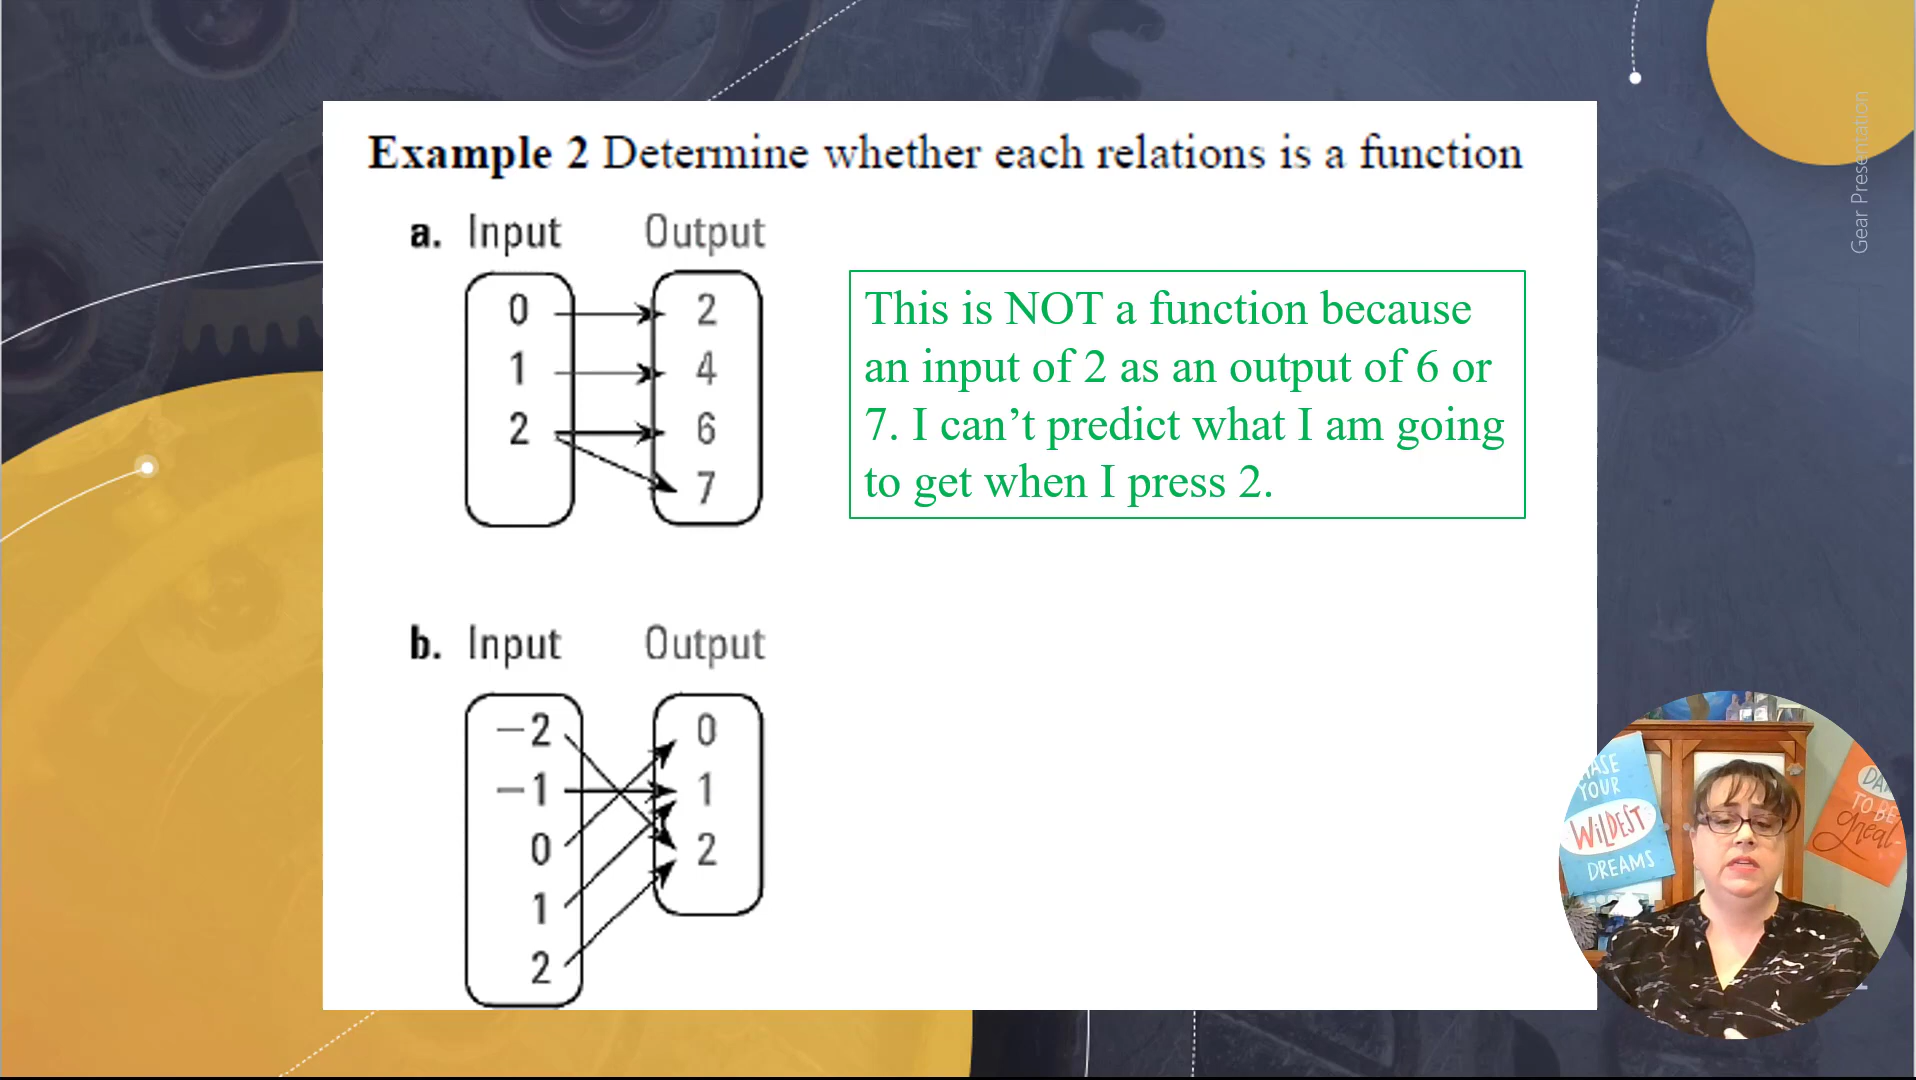 Gear Presentation
Example 2 Determine whether each relations is a function
a. Input Output
0 2
1 4
2 6
7
This is NOT a function because
an input of 2 as an output of 6 or
7. I can’t predict what I am going
to get when I press 2.
b. Input Output
−2 0
−1 1
0 2
1
2
YOUR
WiLDEST
DREAMS
TO BE
Great